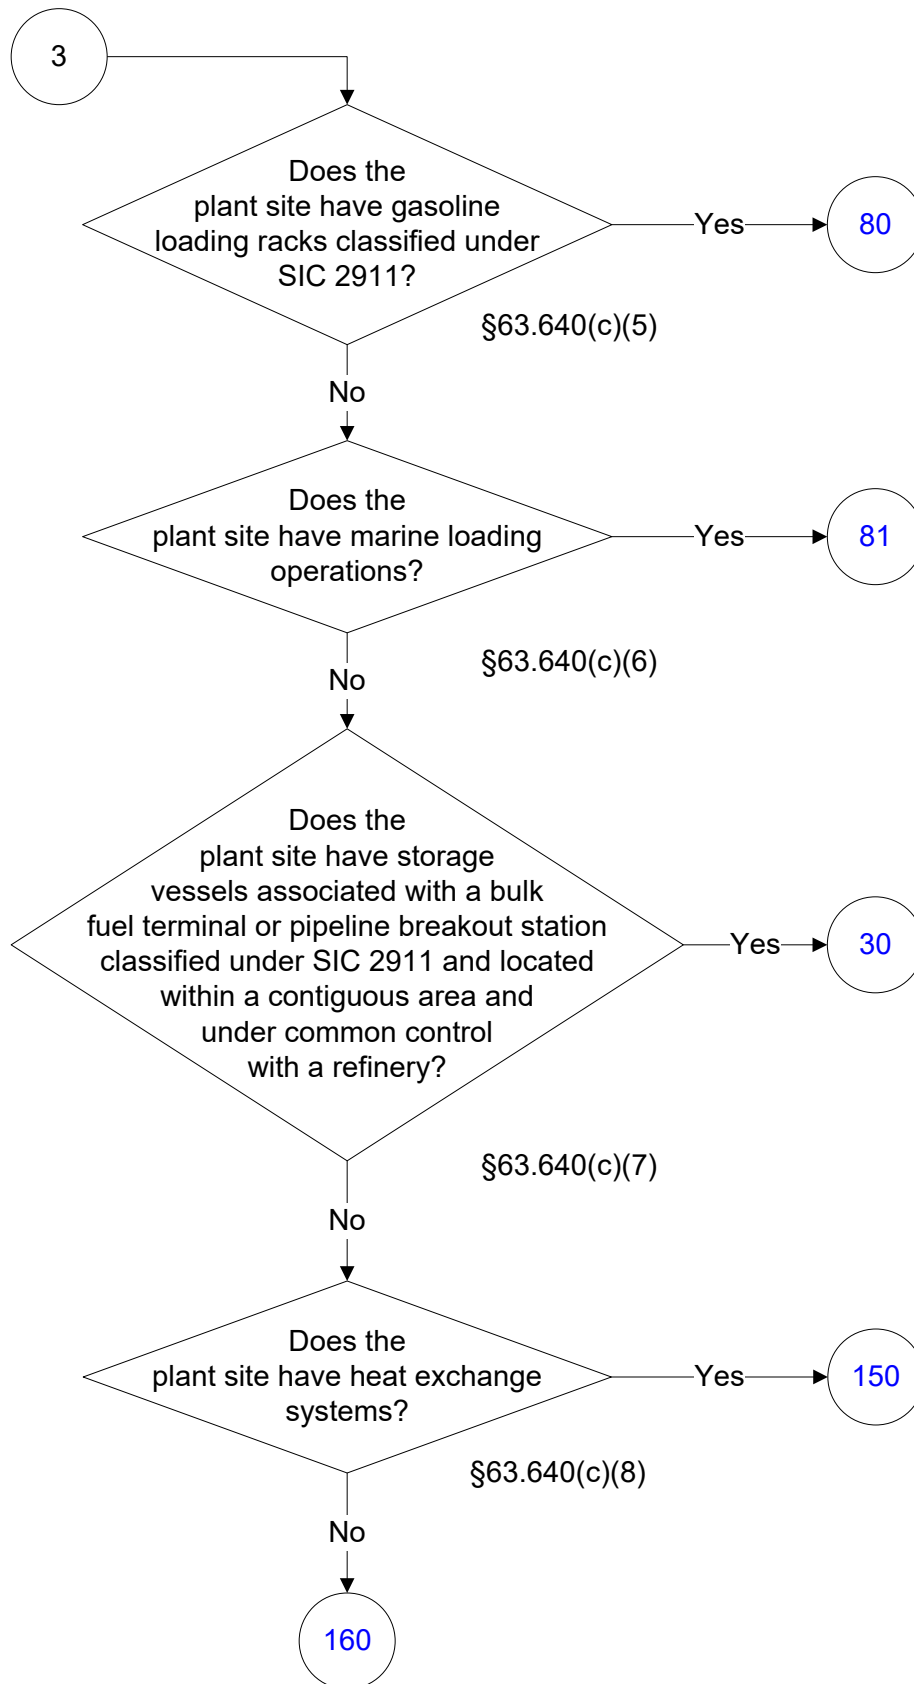 3
Does the
plant site have gasoline
loading racks classified under
SIC 2911?
Yes
80
§63.640(c)(5)
No
Does the
plant site have marine loading
operations?
Yes
81
§63.640(c)(6)
No
Does the
plant site have storage
vessels associated with a bulk
fuel terminal or pipeline breakout station
classified under SIC 2911 and located
within a contiguous area and
under common control
with a refinery?
Yes
30
§63.640(c)(7)
No
Does the
plant site have heat exchange
systems?
Yes
150
§63.640(c)(8)
No
160